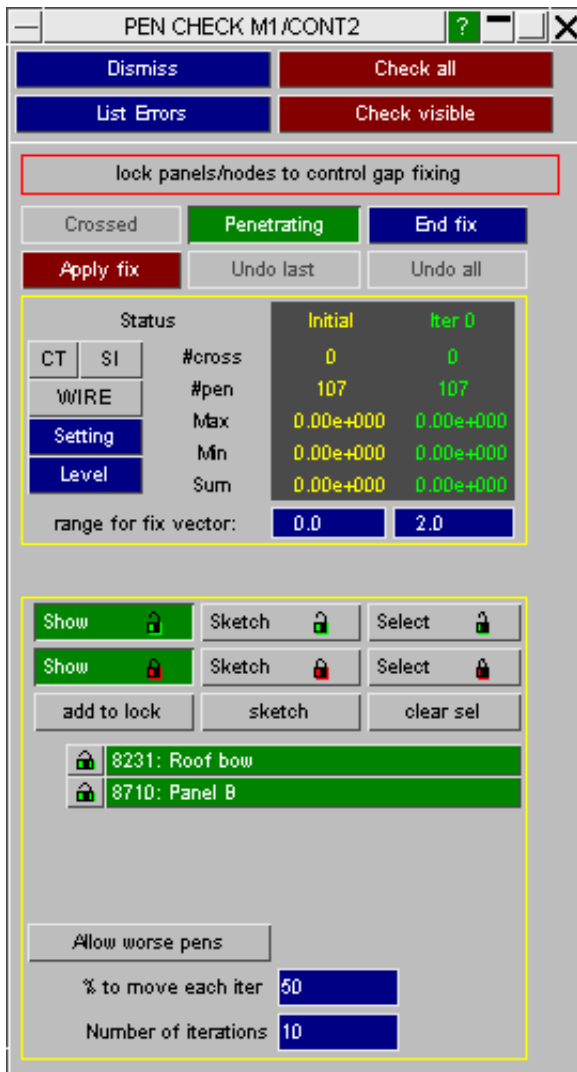 PEN CHECK M1/CONT2 ?
Dismiss Check all
List Errors Check visible
lock panels/nodes to control gap fixing
Crossed Penetrating End fix
Apply fix Undo last Undo all
Status Initial Iter 0
CT SI #cross 0 0
WIRE #pen 107 107
Setting Max 0.00e+000 0.00e+000
Min 0.00e+000 0.00e+000
Level Sum 0.00e+000 0.00e+000
range for fix vector: 0.0 2.0
Show Sketch Select
Show Sketch Select
add to lock sketch clear sel
8231: Roof bow
8710: Panel B
Allow worse pens
% to move each iter 50
Number of iterations 10